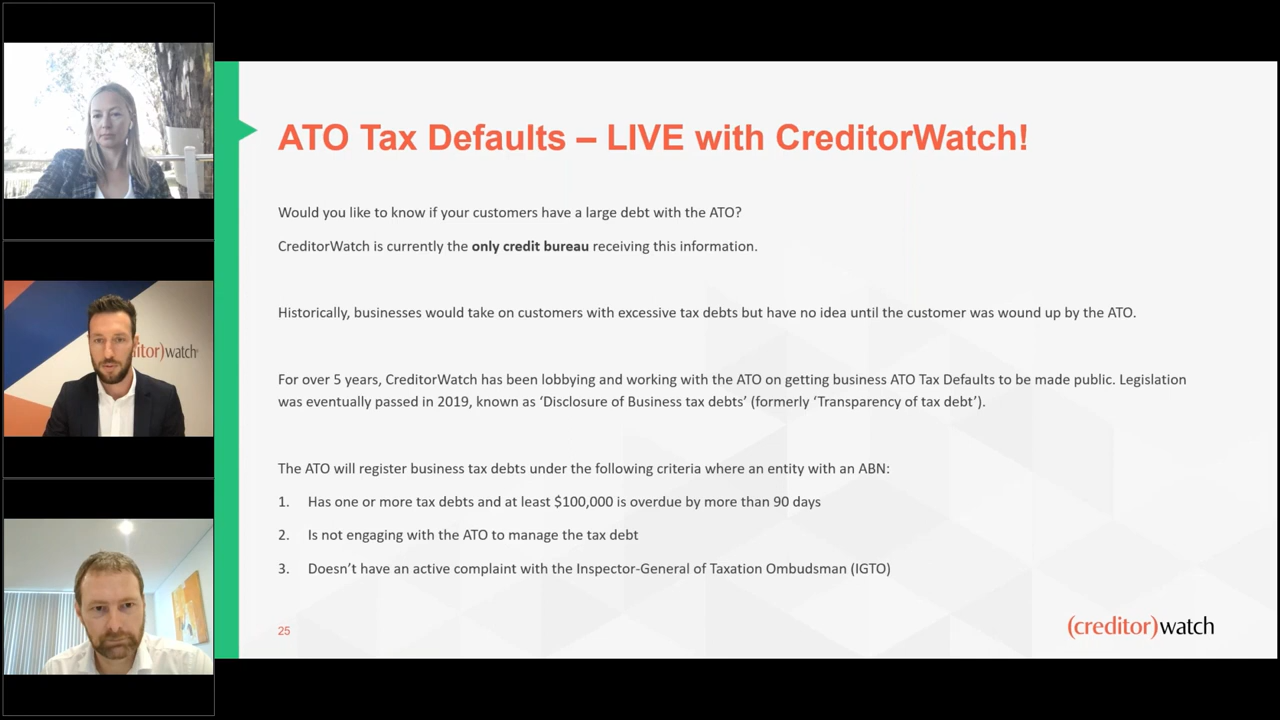 ATO Tax Defaults – LIVE with CreditorWatch!
Would you like to know if your customers have a large debt with the ATO?
CreditorWatch is currently the only credit bureau receiving this information.
Historically, businesses would take on customers with excessive tax debts but have no idea until the customer was wound up by the ATO.
For over 5 years, CreditorWatch has been lobbying and working with the ATO on getting business ATO Tax Defaults to be made public. Legislation
was eventually passed in 2019, known as ‘Disclosure of Business tax debts’ (formerly ‘Transparency of tax debt’).
The ATO will register business tax debts under the following criteria where an entity with an ABN:
1. Has one or more tax debts and at least $100,000 is overdue by more than 90 days
2. Is not engaging with the ATO to manage the tax debt
3. Doesn’t have an active complaint with the Inspector-General of Taxation Ombudsman (IGTO)
25
(creditor)watch
itor)watch